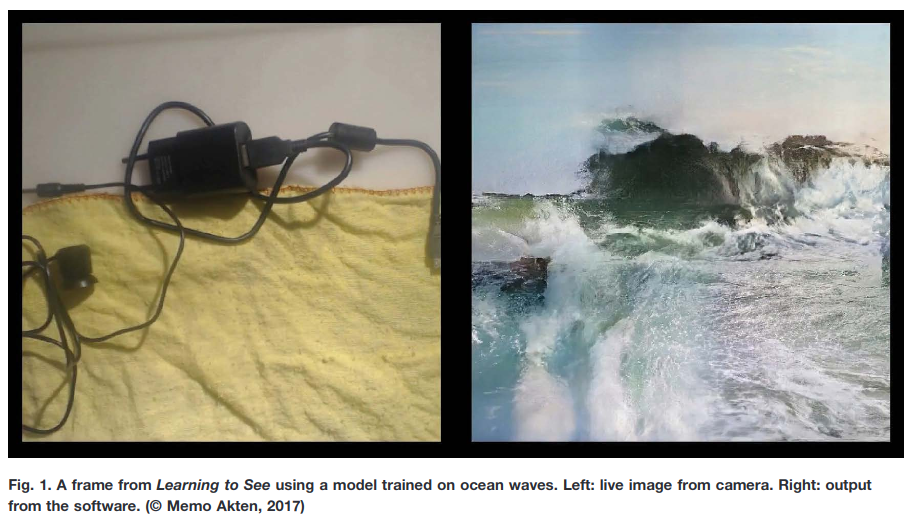 Fig. 1. A frame from Learning to See using a model trained on ocean waves. Left: live image from camera. Right: output
from the software. (© Memo Akten, 2017)